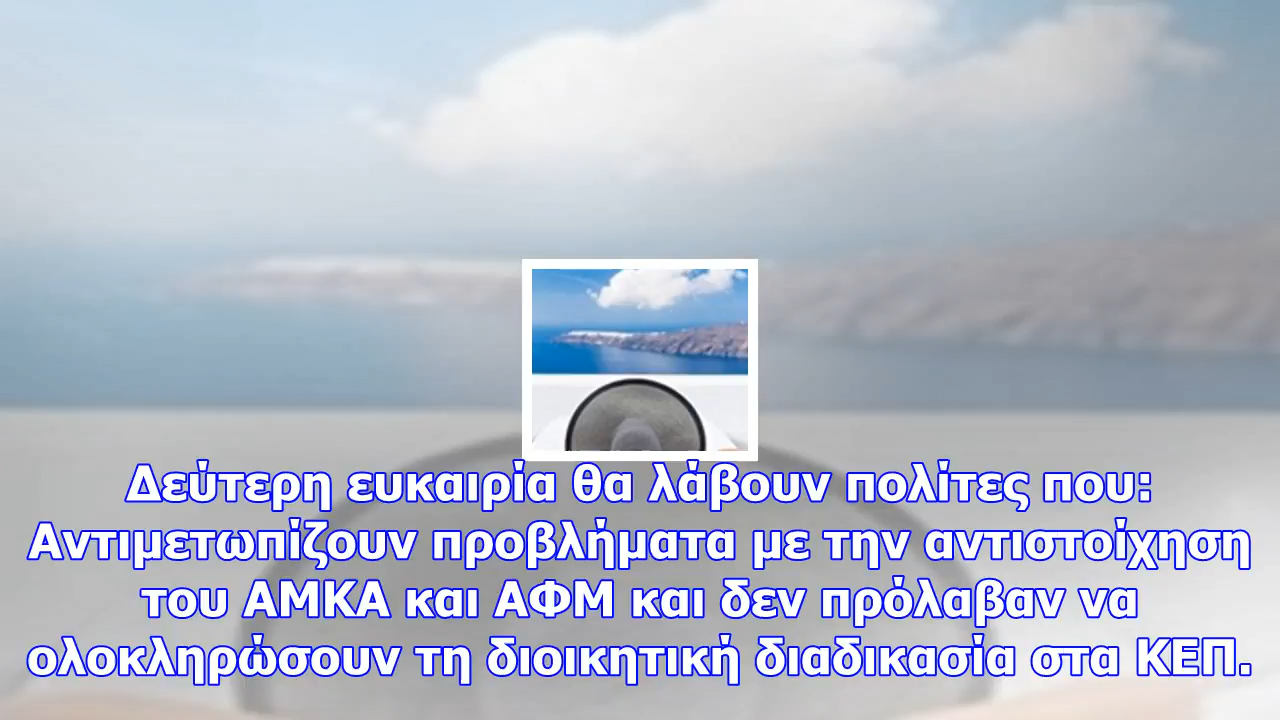 Δεύτερη ευκαιρία θα λάβουν πολίτες που:
Αντιμετωπίζουν προβλήματα με την αντιστοίχηση
του ΑΜΚΑ και ΑΦΜ και δεν πρόλαβαν να
ολοκληρώσουν τη διοικητική διαδικασία στα ΚΕΠ.